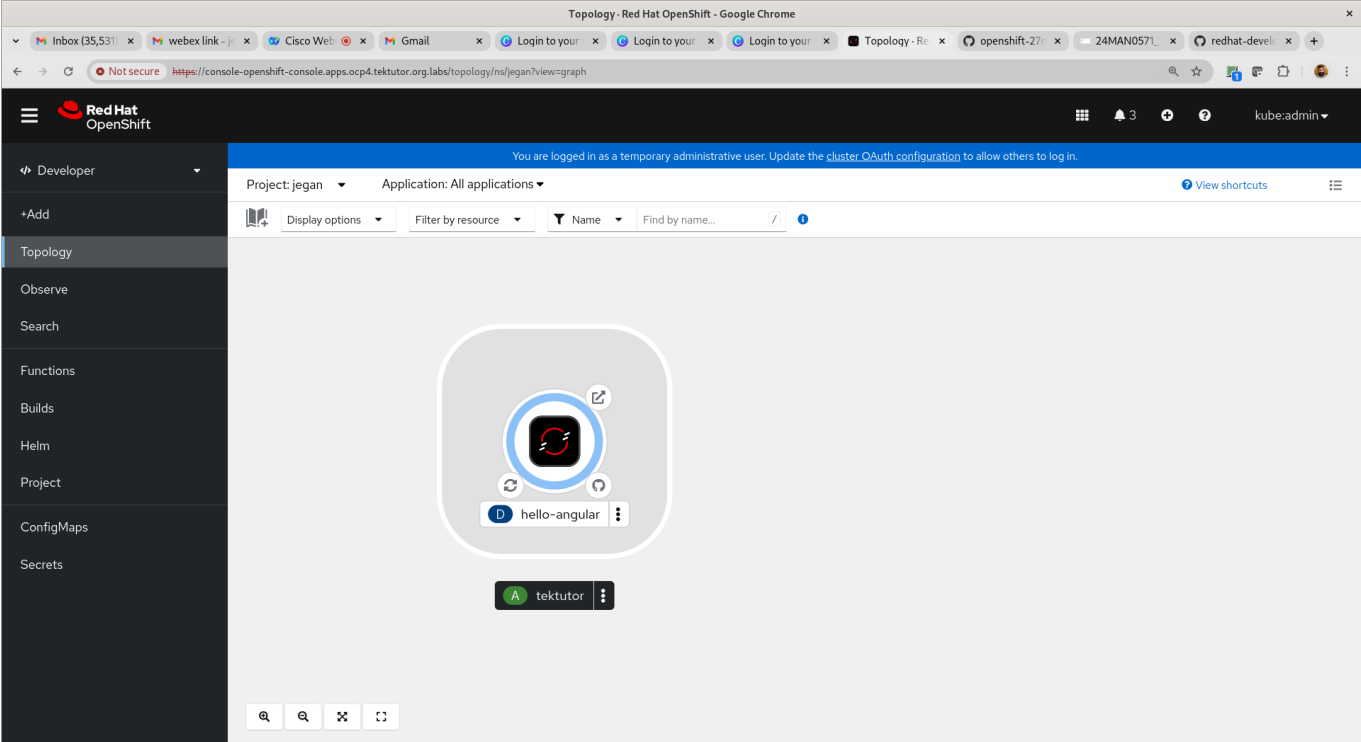 Topology · Red Hat OpenShift - Google Chrome
Inbox (35,531) webex link - je Cisco Web Gmail Login to your Login to your Login to your Topology · Re openshift-27 24MAN0571_ redhat-devel
Not secure https://console-openshift-console.apps.ocp4.tektutor.org.labs/topology/ns/jegan?view=graph
1
Red Hat
OpenShift
3
kube:admin
You are logged in as a temporary administrative user. Update the cluster OAuth configuration to allow others to log in.
Developer
+Add
Topology
Observe
Search
Functions
Builds
Helm
Project
ConfigMaps
Secrets
Project: jegan Application: All applications View shortcuts
Display options Filter by resource Name Find by name... /
D hello-angular
A tektutor